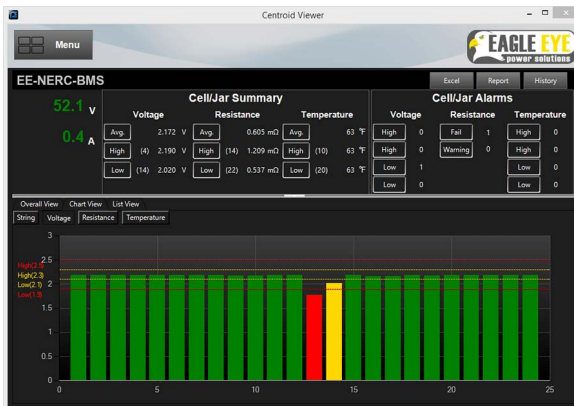 Centroid Viewer
Menu
EAGLE EYE
power solutions
EE-NERC-BMS
Excel Report History
52.1 V
0.4 A
Cell/Jar Summary
Voltage Resistance Temperature
Avg. 2.172 V Avg. 0.605 mΩ Avg. 63 °F
High (4) 2.190 V High (14) 1.209 mΩ High (10) 63 °F
Low (14) 2.020 V Low (22) 0.537 mΩ Low (20) 63 °F
Cell/Jar Alarms
Voltage Resistance Temperature
High 0 Fail 1 High 0
High 0 Warning 0 High 0
Low 1 Low 0
Low 0 Low 0
Overall View Chart View List View
String Voltage Resistance Temperature
3
2.5
High(2.3)
Low(2.1)
2
1.5
1
0.5
0
0 5 10 15 20 25